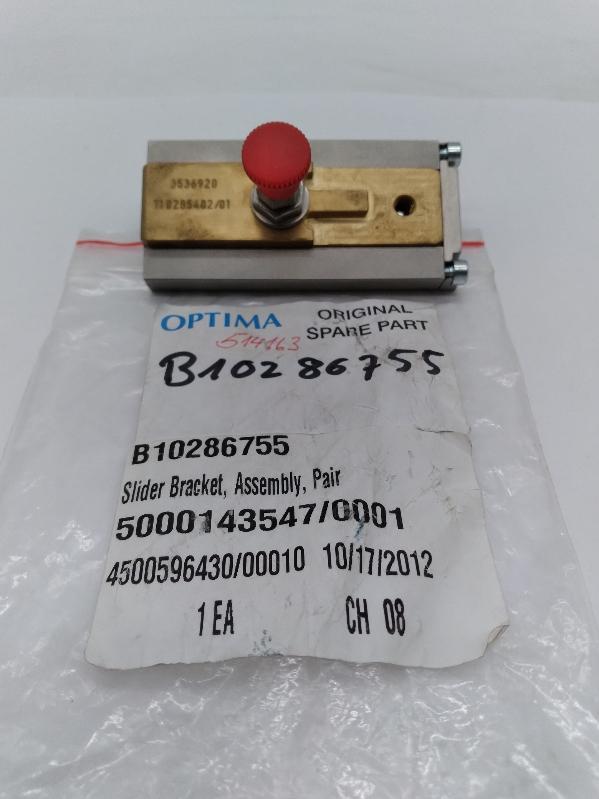 3536920
T10285402/01
OPTIMA
ORIGINAL
SPARE PART
514163
B10286755
B10286755
Slider Bracket, Assembly, Pair
5000143547/0001
4500596430/00010 10/17/2012
1 EA CH 08